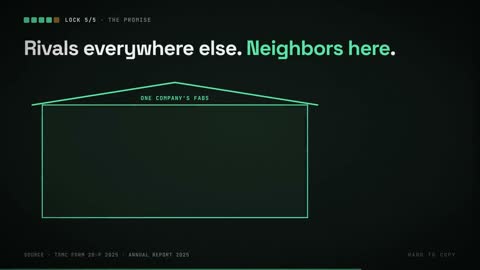 LOCK 5/5 · THE PROMISE
Rivals everywhere else. Neighbors here.
ONE COMPANY'S FABS
SOURCE · TSMC FORM 20-F 2025 · ANNUAL REPORT 2025
HARD TO COPY